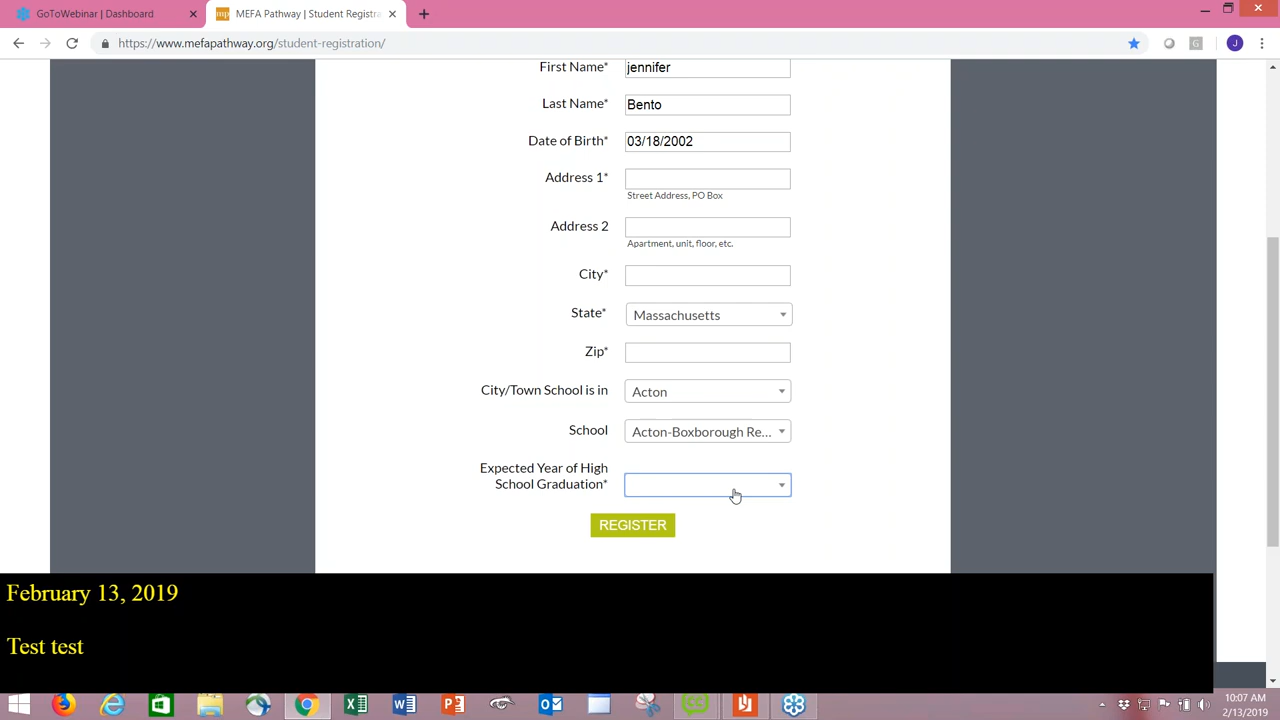 GoToWebinar | Dashboard
MEFA Pathway | Student Registra
https://www.mefapathway.org/student-registration/
First Name* jennifer
Last Name* Bento
Date of Birth* 03/18/2002
Address 1*
Street Address, PO Box
Address 2
Apartment, unit, floor, etc.
City*
State* Massachusetts
Zip*
City/Town School is in Acton
School Acton-Boxborough Re...
Expected Year of High
School Graduation*
REGISTER
February 13, 2019
Test test
10:07 AM
2/13/2019